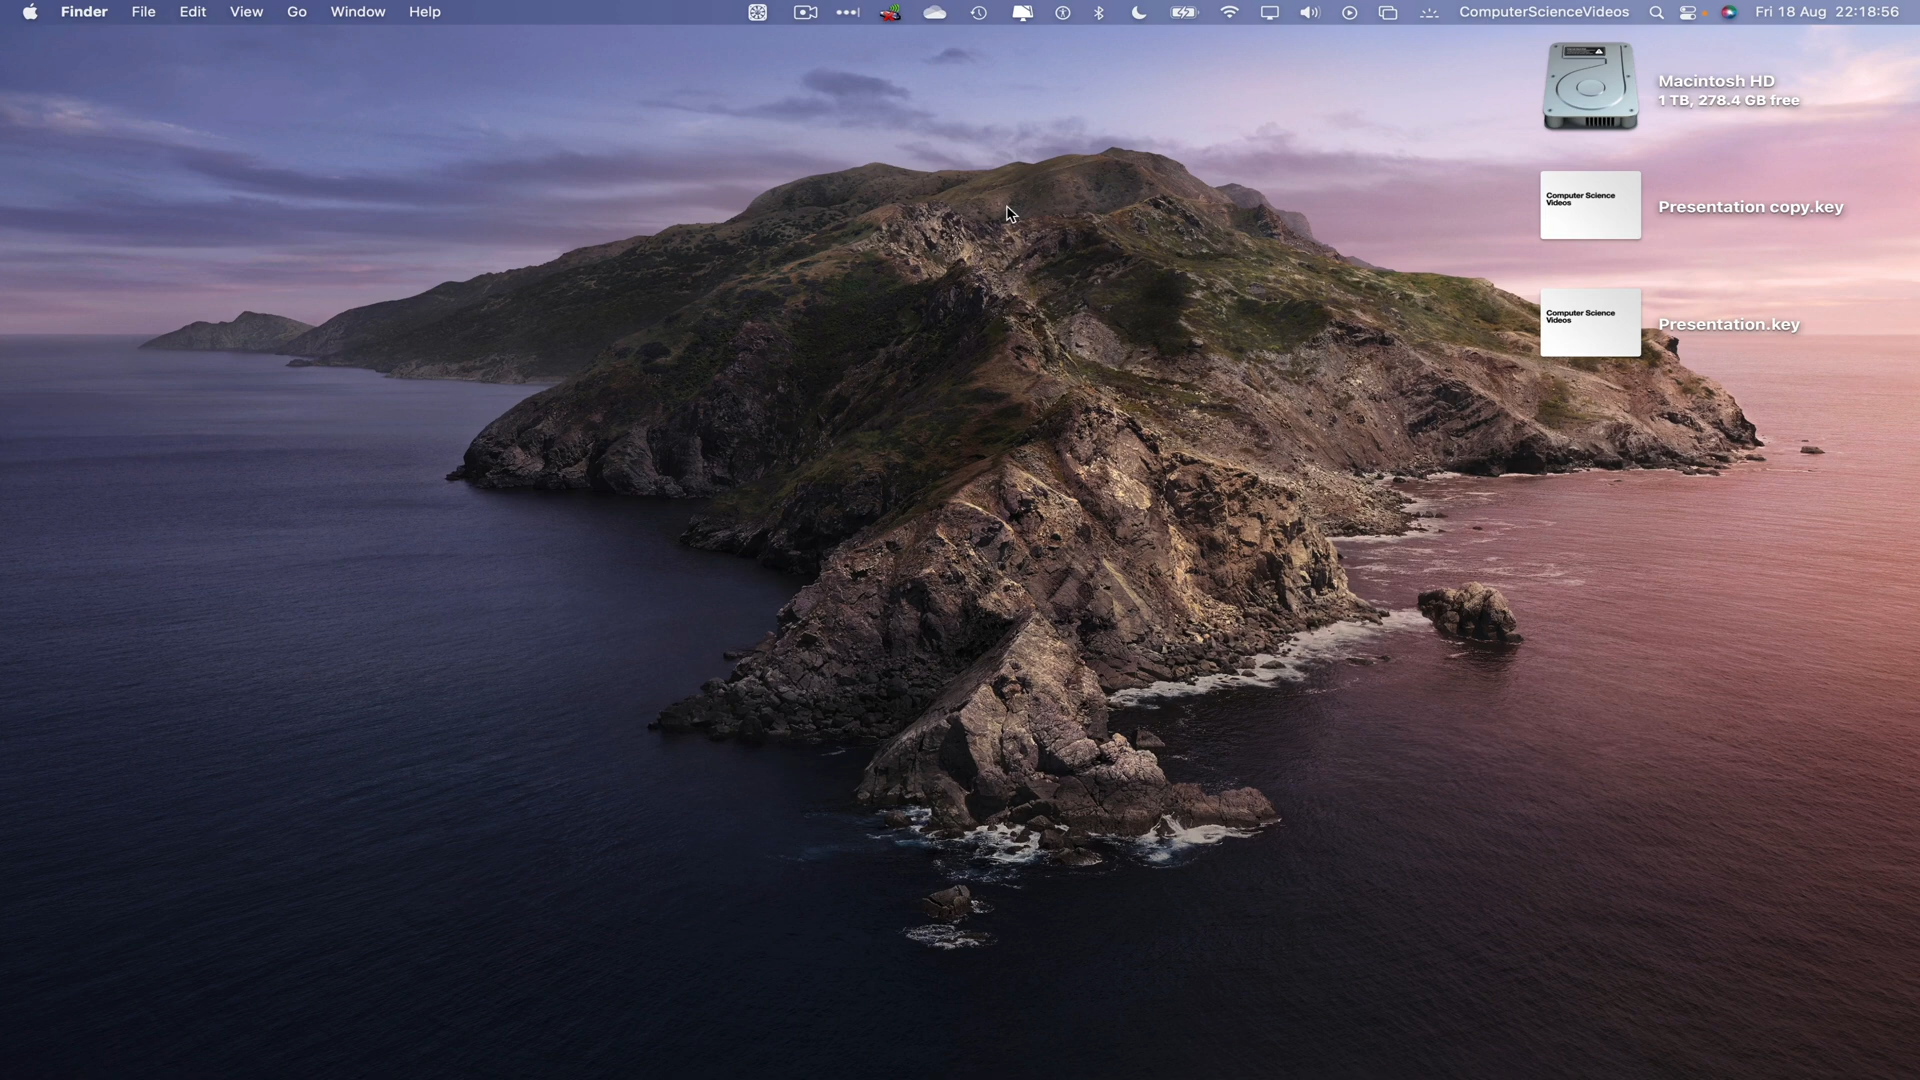 Finder File Edit View Go Window Help ComputerScienceVideos Fri 18 Aug 22:18:56
Macintosh HD
1 TB, 278.4 GB free
Computer Science
Videos
Presentation copy.key
Computer Science
Videos
Presentation.key